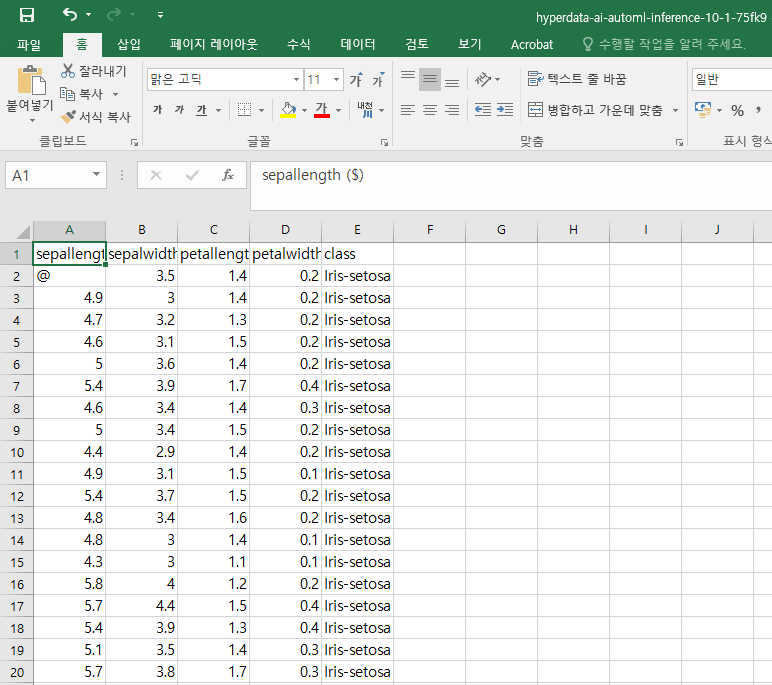 hyperdata-ai-automl-inference-10-1-75fk9
파일 홈 삽입 페이지 레이아웃 수식 데이터 검토 보기 Acrobat 수행할 작업을 알려 주세요.
붙여넣기
잘라내기
복사
서식 복사
클립보드
맑은 고딕 11 가 가
가 가 가 가 내천
글꼴
텍스트 줄 바꿈
병합하고 가운데 맞춤
맞춤
일반
% ,
표시 형식
A1 fx sepallength ($)
A B C D E F G H I J
1 sepallengt sepalwidth petallengt petalwidth class
2 @ 3.5 1.4 0.2 Iris-setosa
3 4.9 3 1.4 0.2 Iris-setosa
4 4.7 3.2 1.3 0.2 Iris-setosa
5 4.6 3.1 1.5 0.2 Iris-setosa
6 5 3.6 1.4 0.2 Iris-setosa
7 5.4 3.9 1.7 0.4 Iris-setosa
8 4.6 3.4 1.4 0.3 Iris-setosa
9 5 3.4 1.5 0.2 Iris-setosa
10 4.4 2.9 1.4 0.2 Iris-setosa
11 4.9 3.1 1.5 0.1 Iris-setosa
12 5.4 3.7 1.5 0.2 Iris-setosa
13 4.8 3.4 1.6 0.2 Iris-setosa
14 4.8 3 1.4 0.1 Iris-setosa
15 4.3 3 1.1 0.1 Iris-setosa
16 5.8 4 1.2 0.2 Iris-setosa
17 5.7 4.4 1.5 0.4 Iris-setosa
18 5.4 3.9 1.3 0.4 Iris-setosa
19 5.1 3.5 1.4 0.3 Iris-setosa
20 5.7 3.8 1.7 0.3 Iris-setosa